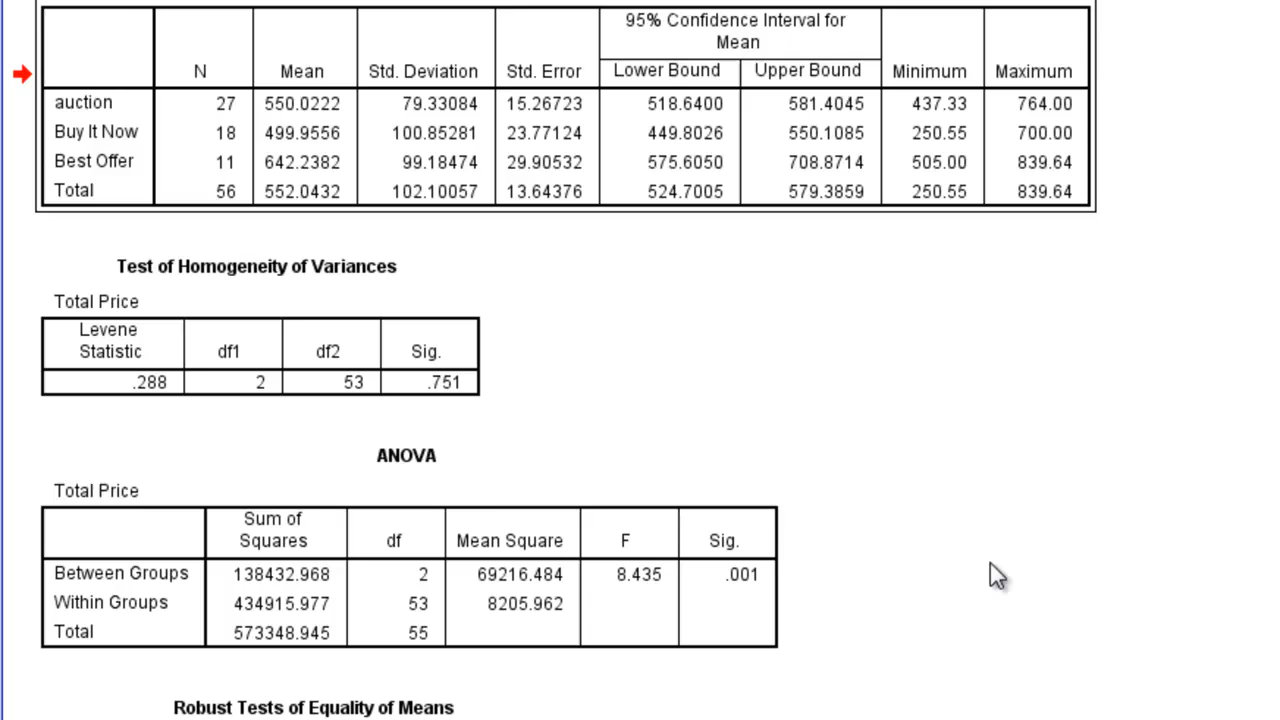 95% Confidence Interval for
Mean
N Mean Std. Deviation Std. Error Lower Bound Upper Bound Minimum Maximum
auction 27 550.0222 79.33084 15.26723 518.6400 581.4045 437.33 764.00
Buy It Now 18 499.9556 100.85281 23.77124 449.8026 550.1085 250.55 700.00
Best Offer 11 642.2382 99.18474 29.90532 575.6050 708.8714 505.00 839.64
Total 56 552.0432 102.10057 13.64376 524.7005 579.3859 250.55 839.64
Test of Homogeneity of Variances
Total Price
Levene
Statistic df1 df2 Sig.
.288 2 53 .751
ANOVA
Total Price
Sum of
Squares df Mean Square F Sig.
Between Groups 138432.968 2 69216.484 8.435 .001
Within Groups 434915.977 53 8205.962
Total 573348.945 55
Robust Tests of Equality of Means